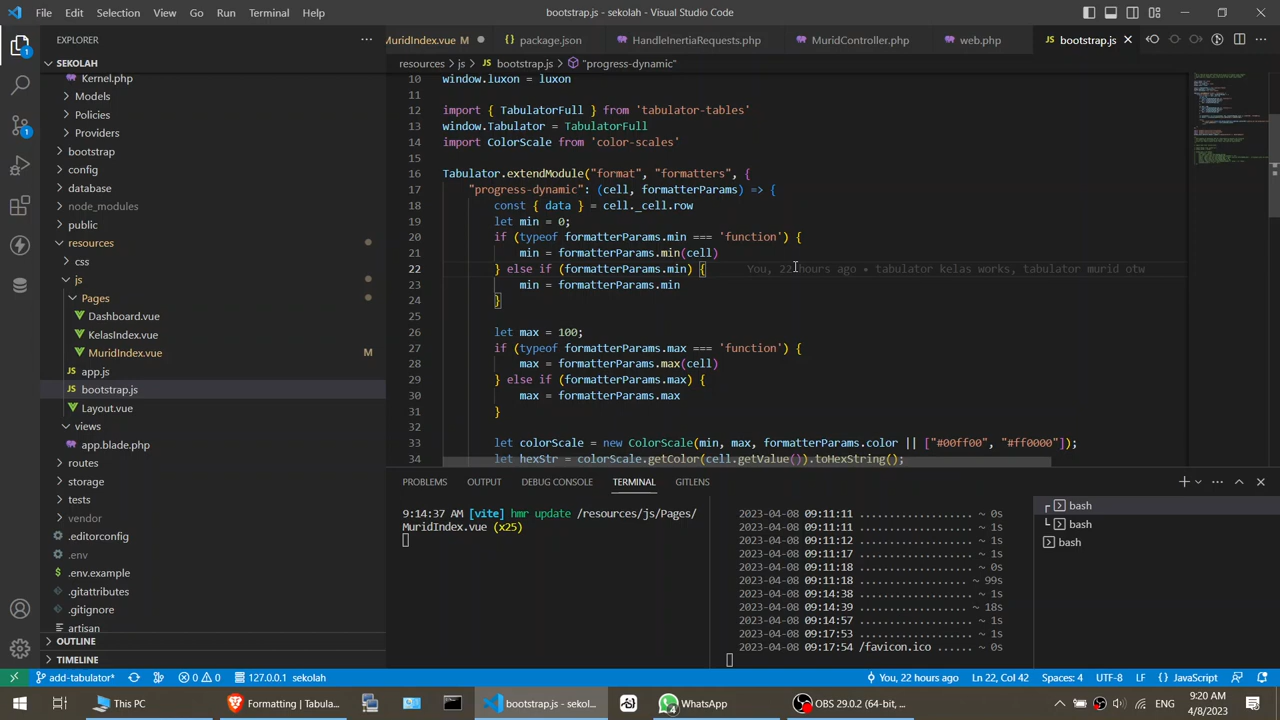 File Edit Selection View Go Run Terminal Help
bootstrap.js - sekolah - Visual Studio Code
EXPLORER
SEKOLAH
Kernel.php
Models
Policies
Providers
bootstrap
config
database
node_modules
public
resources
css
js
Pages
Dashboard.vue
KelasIndex.vue
MuridIndex.vue M
app.js
bootstrap.js
Layout.vue
views
app.blade.php
routes
storage
tests
vendor
.editorconfig
.env
.env.example
.gitattributes
.gitignore
artisan
OUTLINE
TIMELINE
MuridIndex.vue package.json HandleInertiaRequests.php MuridController.php web.php bootstrap.js
resources > js > bootstrap.js > "progress-dynamic"
10 window.luxon = luxon
11
12 import { TabulatorFull } from 'tabulator-tables'
13 window.Tabulator = TabulatorFull
14 import ColorScale from 'color-scales'
15
16 Tabulator.extendModule("format", "formatters", {
17 "progress-dynamic": (cell, formatterParams) => {
18 const { data } = cell._cell.row
19 let min = 0;
20 if (typeof formatterParams.min === 'function') {
21 min = formatterParams.min(cell)
22 } else if (formatterParams.min) { You, 22 hours ago • tabulator kelas works, tabulator murid otw
23 min = formatterParams.min
24 }
25
26 let max = 100;
27 if (typeof formatterParams.max === 'function') {
28 max = formatterParams.max(cell)
29 } else if (formatterParams.max) {
30 max = formatterParams.max
31 }
32
33 let colorScale = new ColorScale(min, max, formatterParams.color || ["#00ff00", "#ff0000"]);
34 let hexStr = colorScale.getColor(cell.getValue()).toHexString();
PROBLEMS OUTPUT DEBUG CONSOLE TERMINAL GITLENS
9:14:37 AM [vite] hmr update /resources/js/Pages/
MuridIndex.vue (x25)
2023-04-08 09:11:11 .................... ~ 0s
2023-04-08 09:11:11 .................... ~ 1s
2023-04-08 09:11:12 .................... ~ 1s
2023-04-08 09:11:17 .................... ~ 1s
2023-04-08 09:11:18 .................... ~ 0s
2023-04-08 09:11:18 ................... ~ 99s
2023-04-08 09:14:38 .................... ~ 1s
2023-04-08 09:14:39 ................... ~ 18s
2023-04-08 09:14:57 .................... ~ 1s
2023-04-08 09:17:53 .................... ~ 1s
2023-04-08 09:17:54 /favicon.ico ...... ~ 0s
bash
bash
bash
add-tabulator* 0 0 127.0.0.1 sekolah You, 22 hours ago Ln 22, Col 42 Spaces: 4 UTF-8 LF JavaScript
This PC Formatting | Tabula... bootstrap.js - sekol... WhatsApp OBS 29.0.2 (64-bit, ... ENG
9:20 AM
4/8/2023